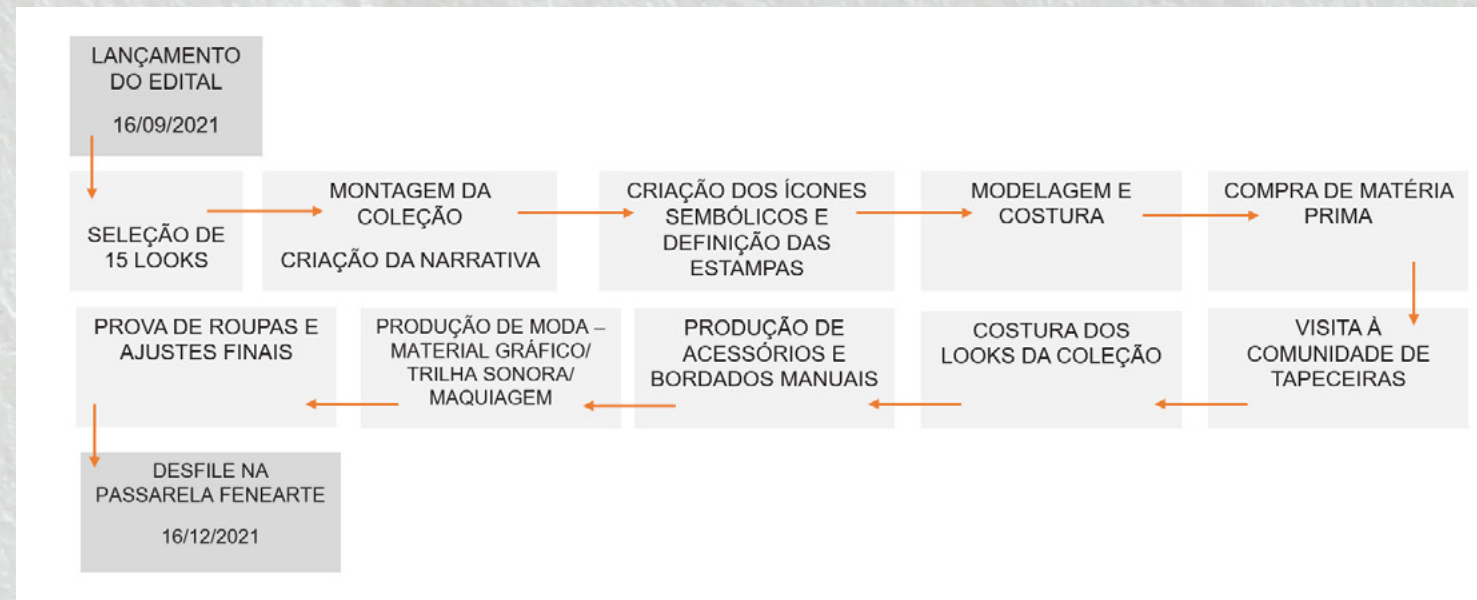 LANÇAMENTO
DO EDITAL
16/09/2021
SELEÇÃO DE
15 LOOKS
MONTAGEM DA
COLEÇÃO
CRIAÇÃO DA NARRATIVA
CRIAÇÃO DOS ÍCONES
SEMBÓLICOS E
DEFINIÇÃO DAS
ESTAMPAS
MODELAGEM E
COSTURA
COMPRA DE MATÉRIA
PRIMA
VISITA À
COMUNIDADE DE
TAPECEIRAS
COSTURA DOS
LOOKS DA COLEÇÃO
PRODUÇÃO DE
ACESSÓRIOS E
BORDADOS MANUAIS
PRODUÇÃO DE MODA –
MATERIAL GRÁFICO/
TRILHA SONORA/
MAQUIAGEM
PROVA DE ROUPAS E
AJUSTES FINAIS
DESFILE NA
PASSARELA FENEARTE
16/12/2021